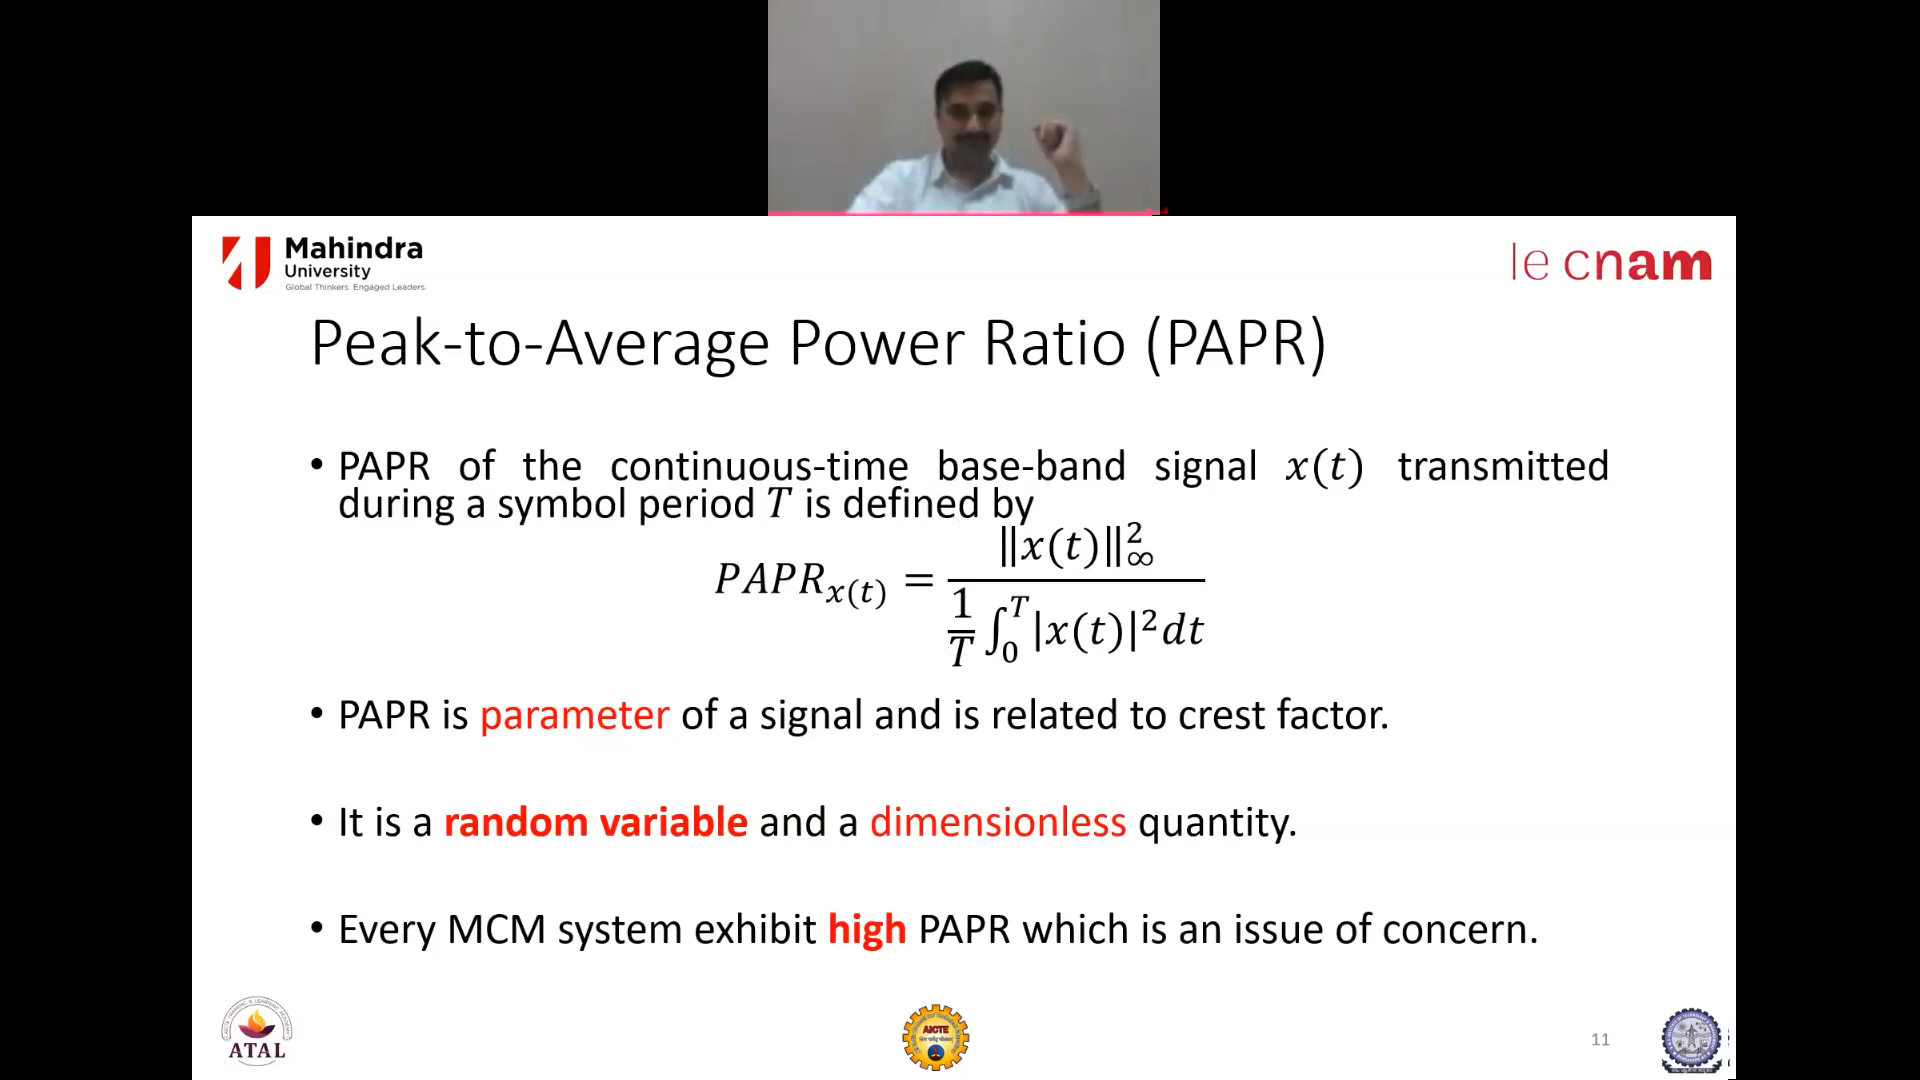 Mahindra
University
Global Thinkers. Engaged Leaders.
le cnam
Peak-to-Average Power Ratio (PAPR)
• PAPR of the continuous-time base-band signal x(t) transmitted
during a symbol period T is defined by
PAPR_{x(t)} = ‖x(t)‖²_∞ / (1/T ∫₀ᵀ |x(t)|² dt)
• PAPR is parameter of a signal and is related to crest factor.
• It is a random variable and a dimensionless quantity.
• Every MCM system exhibit high PAPR which is an issue of concern.
ATAL
AICTE
11